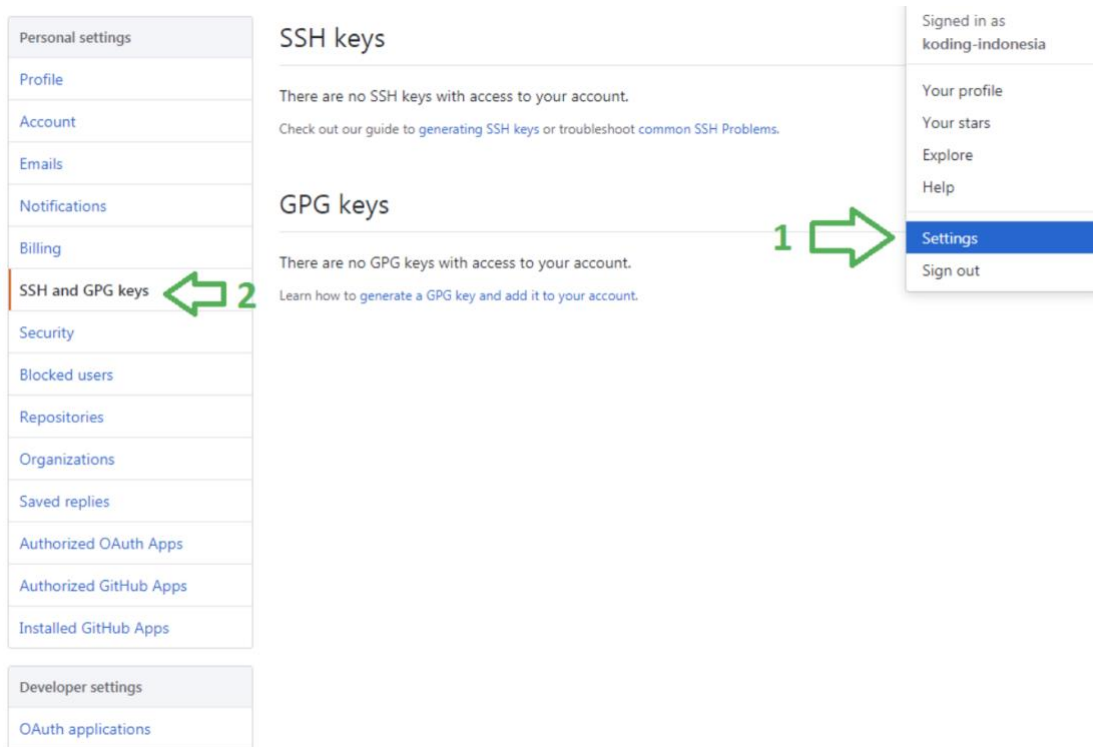 Personal settings
Profile
Account
Emails
Notifications
Billing
SSH and GPG keys
2
Security
Blocked users
Repositories
Organizations
Saved replies
Authorized OAuth Apps
Authorized GitHub Apps
Installed GitHub Apps
Developer settings
OAuth applications
SSH keys
There are no SSH keys with access to your account.
Check out our guide to generating SSH keys or troubleshoot common SSH Problems.
GPG keys
There are no GPG keys with access to your account.
Learn how to generate a GPG key and add it to your account.
Signed in as
koding-indonesia
Your profile
Your stars
Explore
Help
1
Settings
Sign out